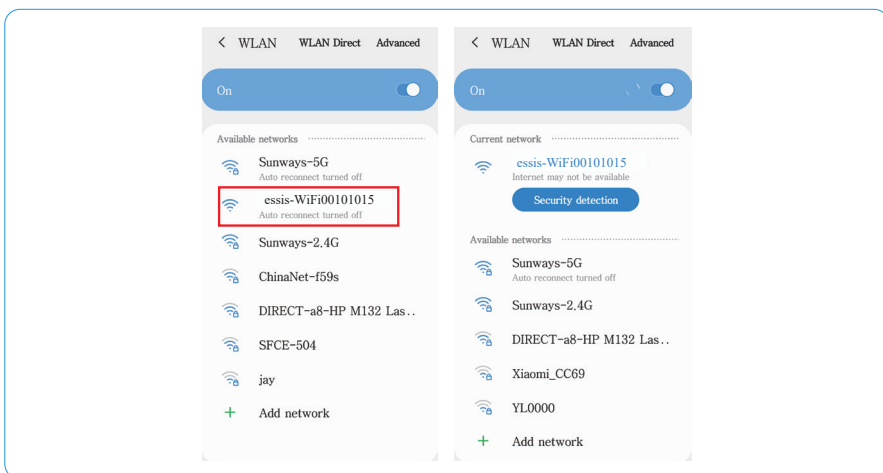 WLAN WLAN Direct Advanced
On
Available networks
Sunways-5G
Auto reconnect turned off
essis-WiFi00101015
Auto reconnect turned off
Sunways-2.4G
ChinaNet-f59s
DIRECT-a8-HP M132 Las..
SFCE-504
jay
Add network
WLAN WLAN Direct Advanced
On
Current network
essis-WiFi00101015
Internet may not be available
Security detection
Available networks
Sunways-5G
Auto reconnect turned off
Sunways-2.4G
DIRECT-a8-HP M132 Las..
Xiaomi_CC69
YL0000
Add network